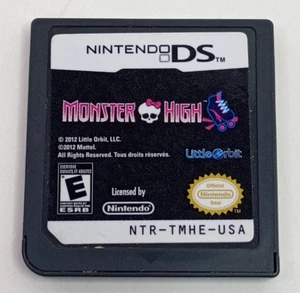 NINTENDO DS™
MONSTER HIGH
© 2012 Little Orbit, LLC.
©2012 Mattel.
All Rights Reserved. Tous droits réservés.
Little Orbit
EVERYONE
E
ESRB
Licensed by
Nintendo
Official
Nintendo
Seal
NTR-TMHE-USA